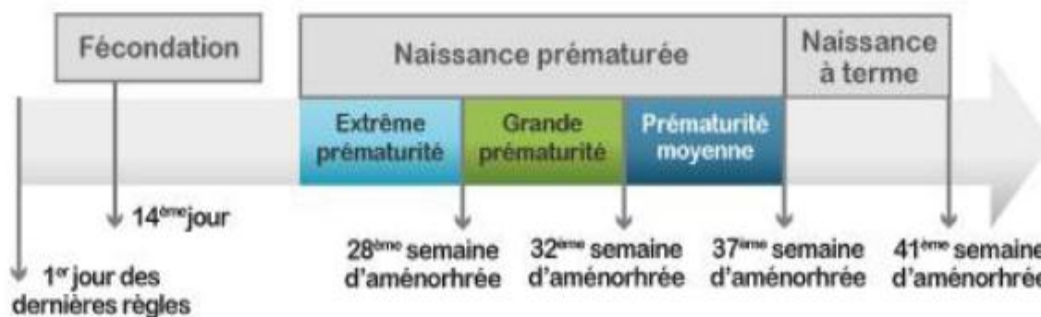 Fécondation
Naissance prématurée
Naissance
à terme
Extrême
prématurité
Grande
prématurité
Prématurité
moyenne
14ème jour
1er jour des
dernières règles
28ème semaine
d'aménorhrée
32ème semaine
d'aménorhrée
37ème semaine
d'aménorhrée
41ème semaine
d'aménorhrée